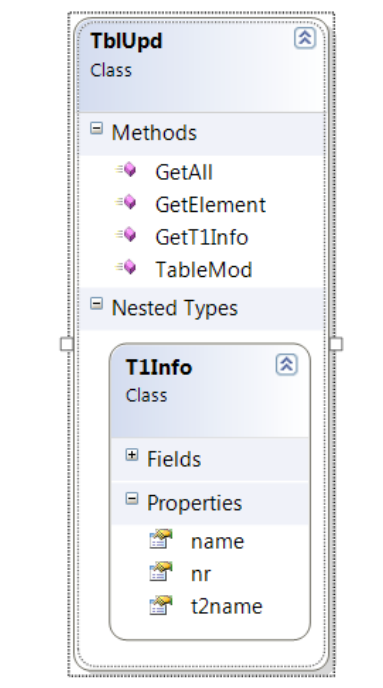 TblUpd
Class
Methods
GetAll
GetElement
GetT1Info
TableMod
Nested Types
T1Info
Class
Fields
Properties
name
nr
t2name